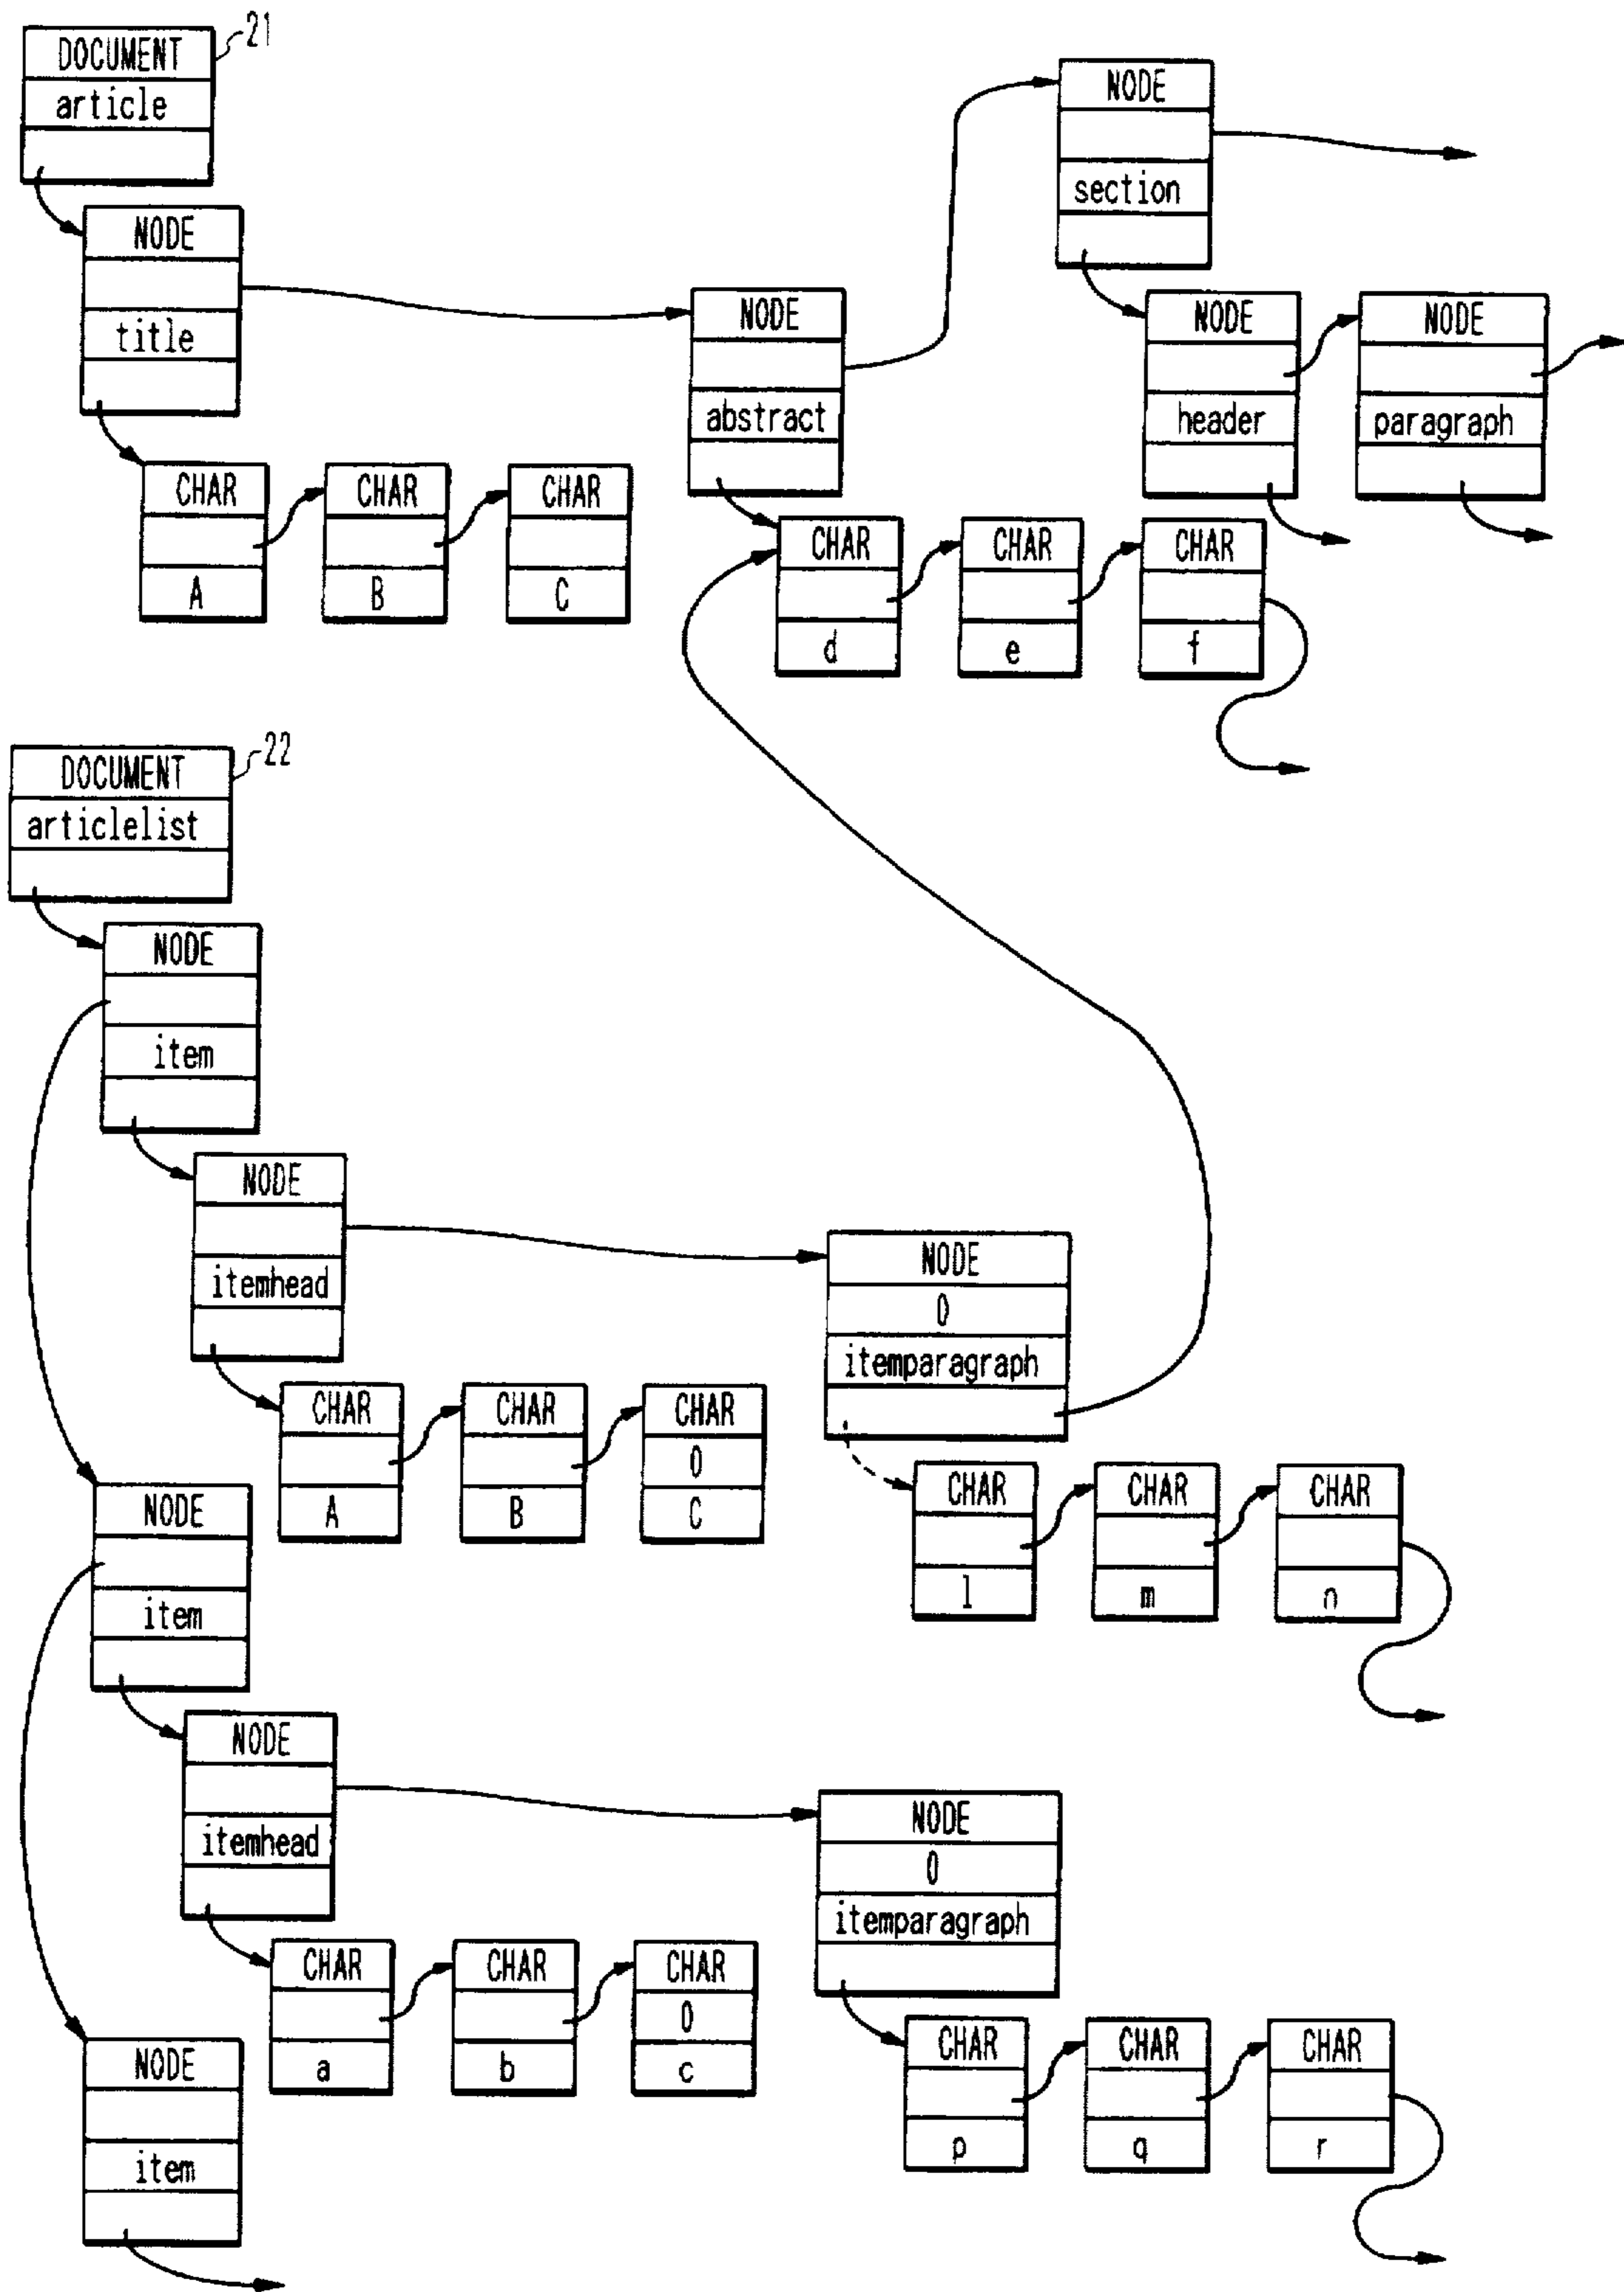 DOCUMENT
article
21
NODE
title
CHAR
A
CHAR
B
CHAR
C
NODE
abstract
CHAR
d
CHAR
e
CHAR
f
NODE
section
NODE
header
NODE
paragraph
DOCUMENT
articlelist
22
NODE
item
NODE
itemhead
CHAR
A
CHAR
B
CHAR
0
C
NODE
0
itemparagraph
CHAR
l
CHAR
m
CHAR
n
NODE
item
NODE
itemhead
CHAR
a
CHAR
b
CHAR
0
c
NODE
0
itemparagraph
CHAR
p
CHAR
q
CHAR
r
NODE
item